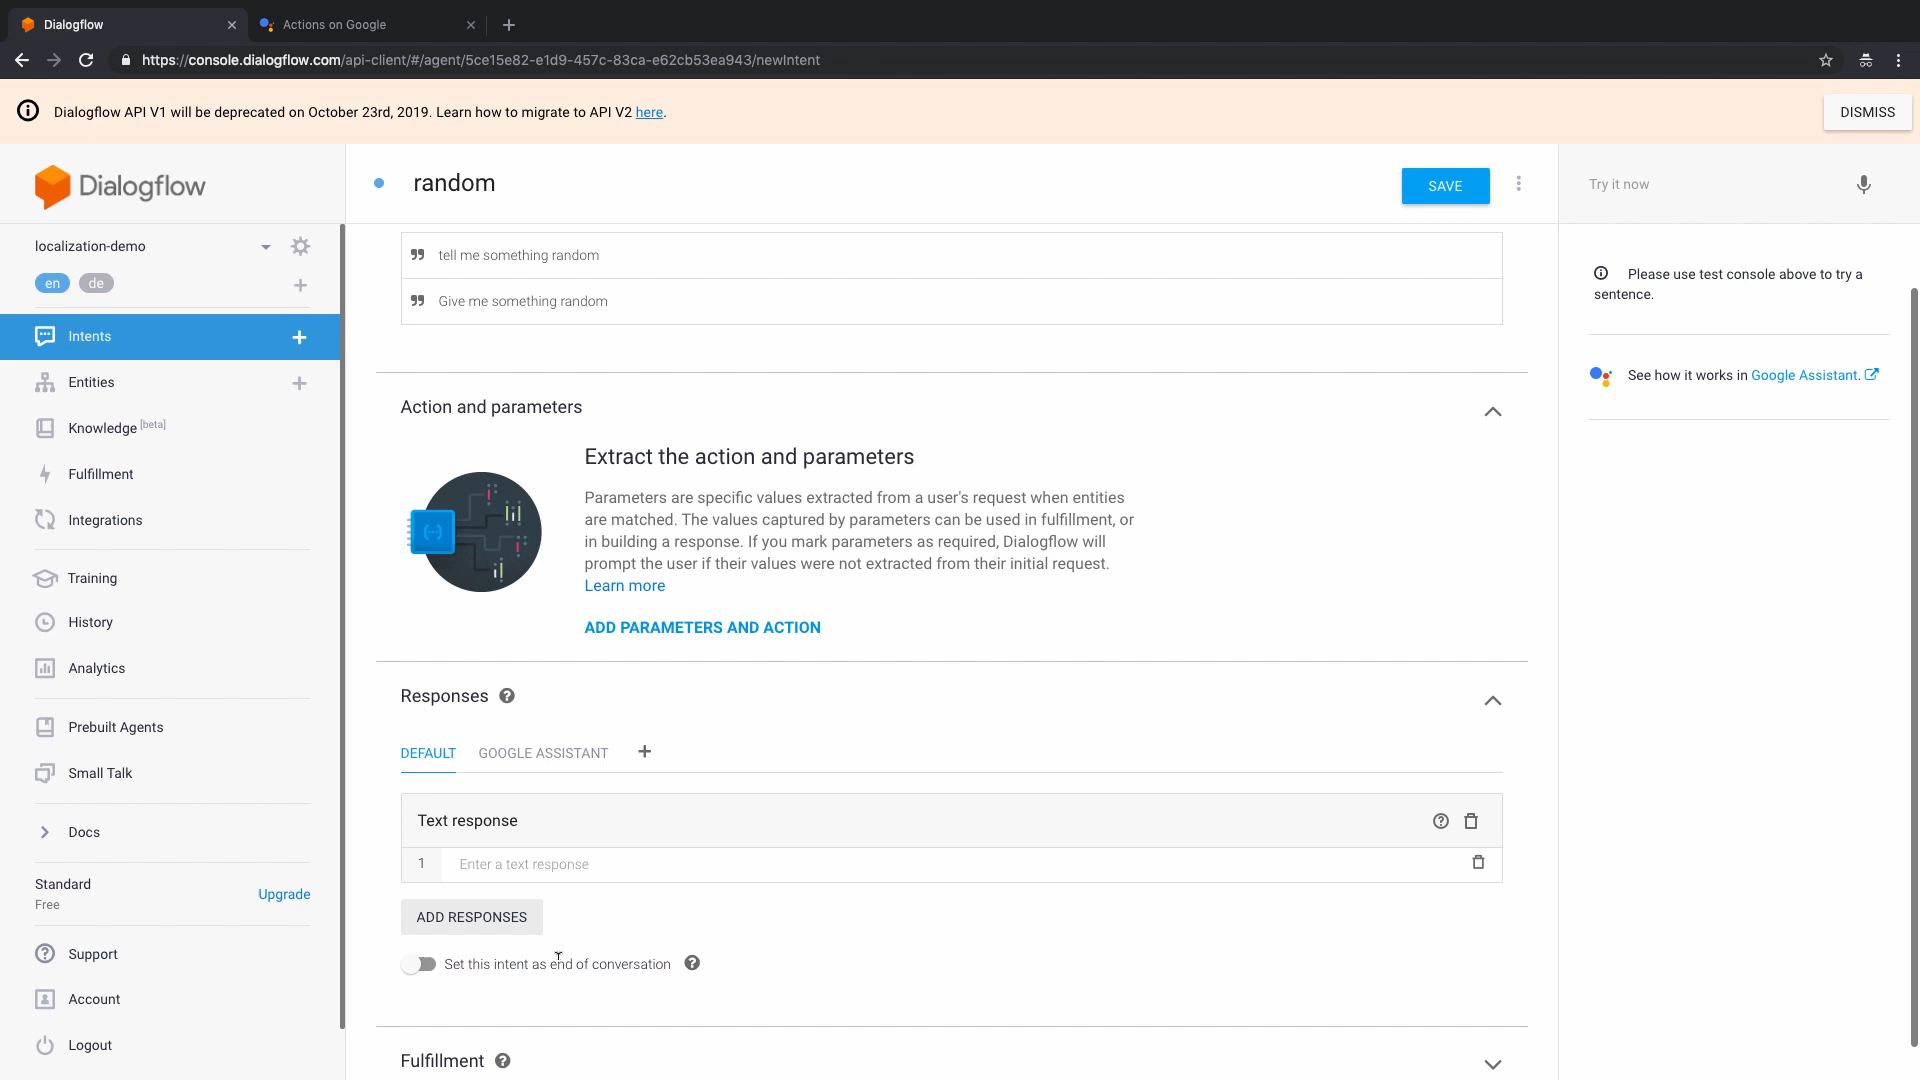 Dialogflow
Actions on Google
https://console.dialogflow.com/api-client/#/agent/5ce15e82-e1d9-457c-83ca-e62cb53ea943/newIntent
Dialogflow API V1 will be deprecated on October 23rd, 2019. Learn how to migrate to API V2 here.
DISMISS
Dialogflow
localization-demo
en
de
Intents
Entities
Knowledge [beta]
Fulfillment
Integrations
Training
History
Analytics
Prebuilt Agents
Small Talk
Docs
Standard
Free
Upgrade
Support
Account
Logout
random
SAVE
tell me something random
Give me something random
Action and parameters
Extract the action and parameters
Parameters are specific values extracted from a user's request when entities
are matched. The values captured by parameters can be used in fulfillment, or
in building a response. If you mark parameters as required, Dialogflow will
prompt the user if their values were not extracted from their initial request.
Learn more
ADD PARAMETERS AND ACTION
Responses
DEFAULT
GOOGLE ASSISTANT
Text response
1
Enter a text response
ADD RESPONSES
Set this intent as end of conversation
Fulfillment
Try it now
Please use test console above to try a
sentence.
See how it works in Google Assistant.